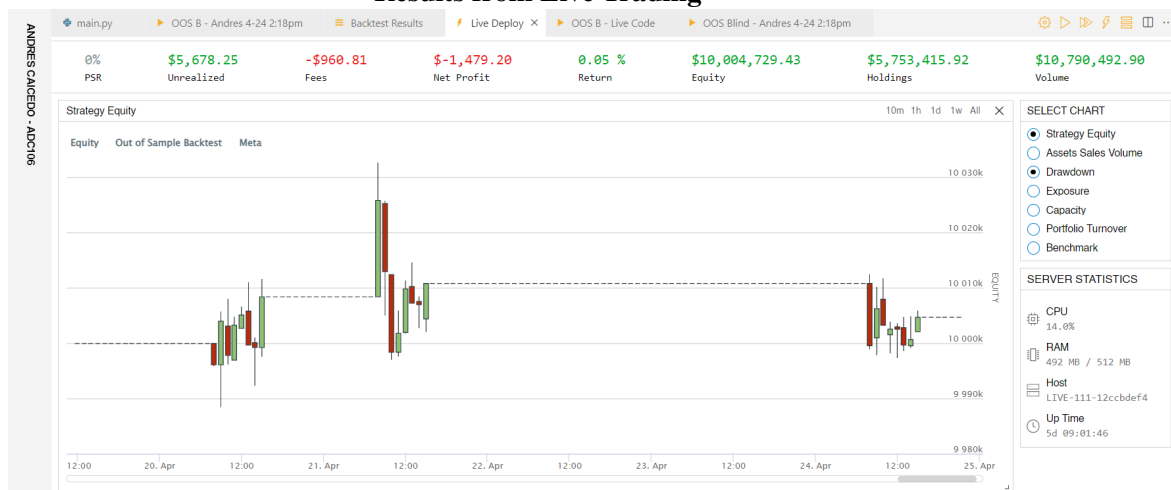 Results from Live Trading
main.py
OOS B - Andres 4-24 2:18pm
Backtest Results
Live Deploy
OOS B - Live Code
OOS Blind - Andres 4-24 2:18pm
ANDRES CAICEDO - ADC106
0% $5,678.25 -$960.81 $-1,479.20 0.05 % $10,004,729.43 $5,753,415.92 $10,790,492.90
PSR Unrealized Fees Net Profit Return Equity Holdings Volume
Strategy Equity
10m 1h 1d 1w All
Equity Out of Sample Backtest Meta
10 030k
10 020k
10 010k
10 000k
9 990k
9 980k
EQUITY
12:00 20. Apr 12:00 21. Apr 12:00 22. Apr 12:00 23. Apr 12:00 24. Apr 12:00 25. Apr
SELECT CHART
Strategy Equity
Assets Sales Volume
Drawdown
Exposure
Capacity
Portfolio Turnover
Benchmark
SERVER STATISTICS
CPU
14.0%
RAM
492 MB / 512 MB
Host
LIVE-111-12ccbdef4
Up Time
5d 09:01:46